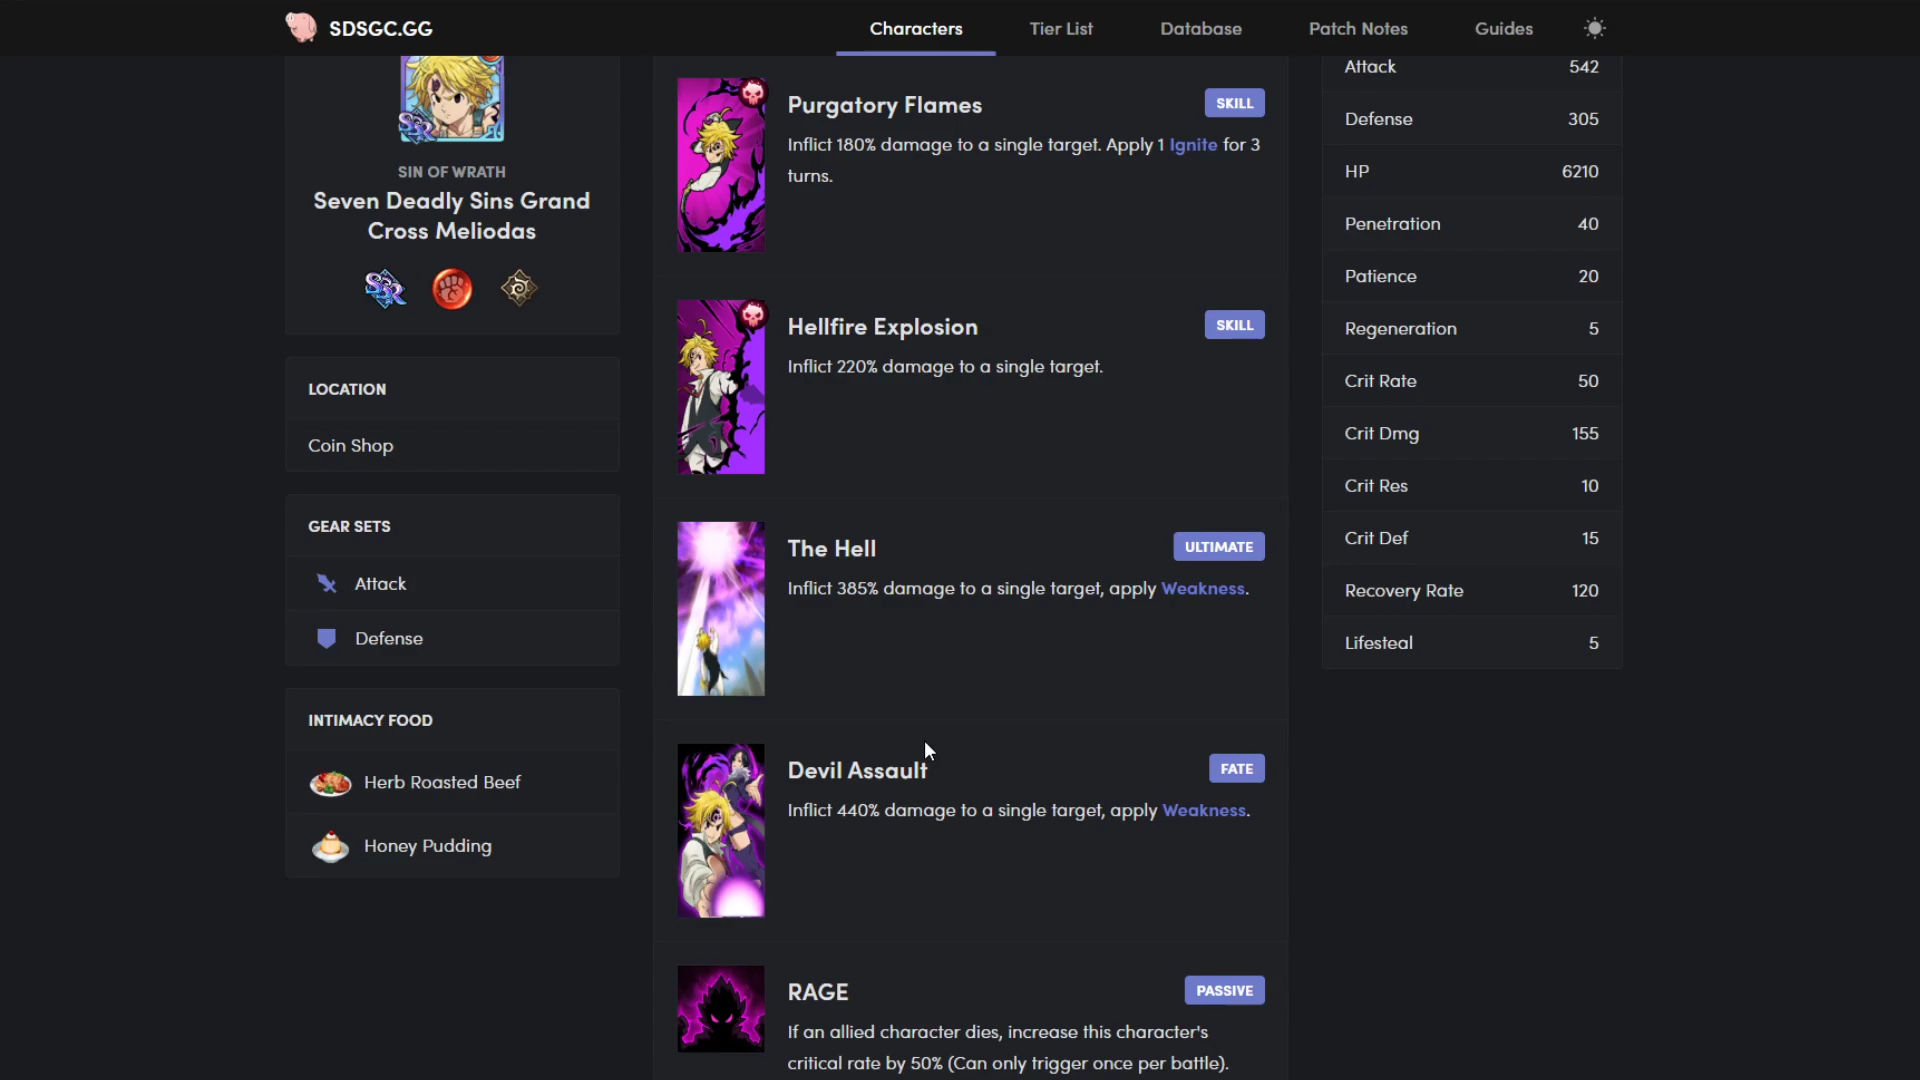 SDSGC.GG
Characters
Tier List
Database
Patch Notes
Guides
SSR
SIN OF WRATH
Seven Deadly Sins Grand
Cross Meliodas
SSR
LOCATION
Coin Shop
GEAR SETS
Attack
Defense
INTIMACY FOOD
Herb Roasted Beef
Honey Pudding
Purgatory Flames
SKILL
Inflict 180% damage to a single target. Apply 1 Ignite for 3
turns.
Hellfire Explosion
SKILL
Inflict 220% damage to a single target.
The Hell
ULTIMATE
Inflict 385% damage to a single target, apply Weakness.
Devil Assault
FATE
Inflict 440% damage to a single target, apply Weakness.
RAGE
PASSIVE
If an allied character dies, increase this character's
critical rate by 50% (Can only trigger once per battle).
Attack 542
Defense 305
HP 6210
Penetration 40
Patience 20
Regeneration 5
Crit Rate 50
Crit Dmg 155
Crit Res 10
Crit Def 15
Recovery Rate 120
Lifesteal 5